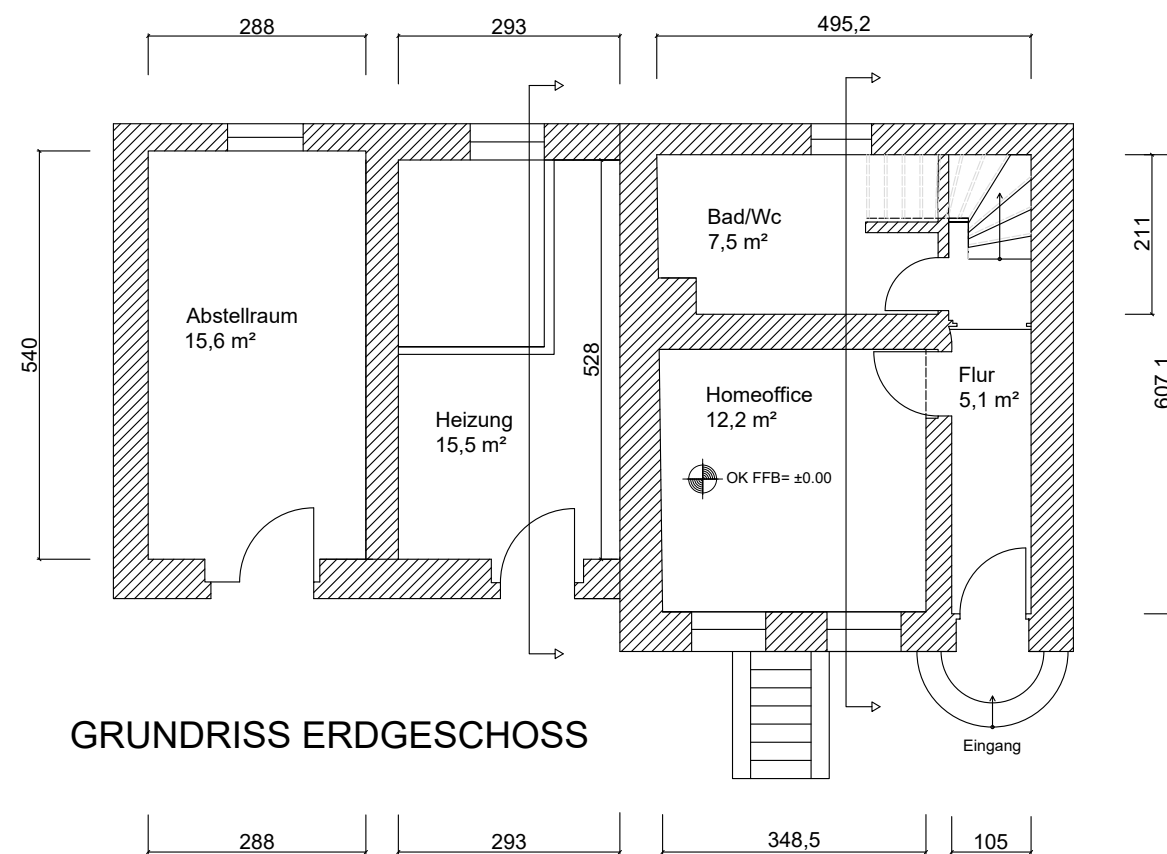 288
293
495,2
Bad/Wc
7,5 m²
211
Abstellraum
15,6 m²
540
528
Flur
5,1 m²
607,1
Homeoffice
12,2 m²
Heizung
15,5 m²
OK FFB= ±0.00
GRUNDRISS ERDGESCHOSS
Eingang
288
293
348,5
105